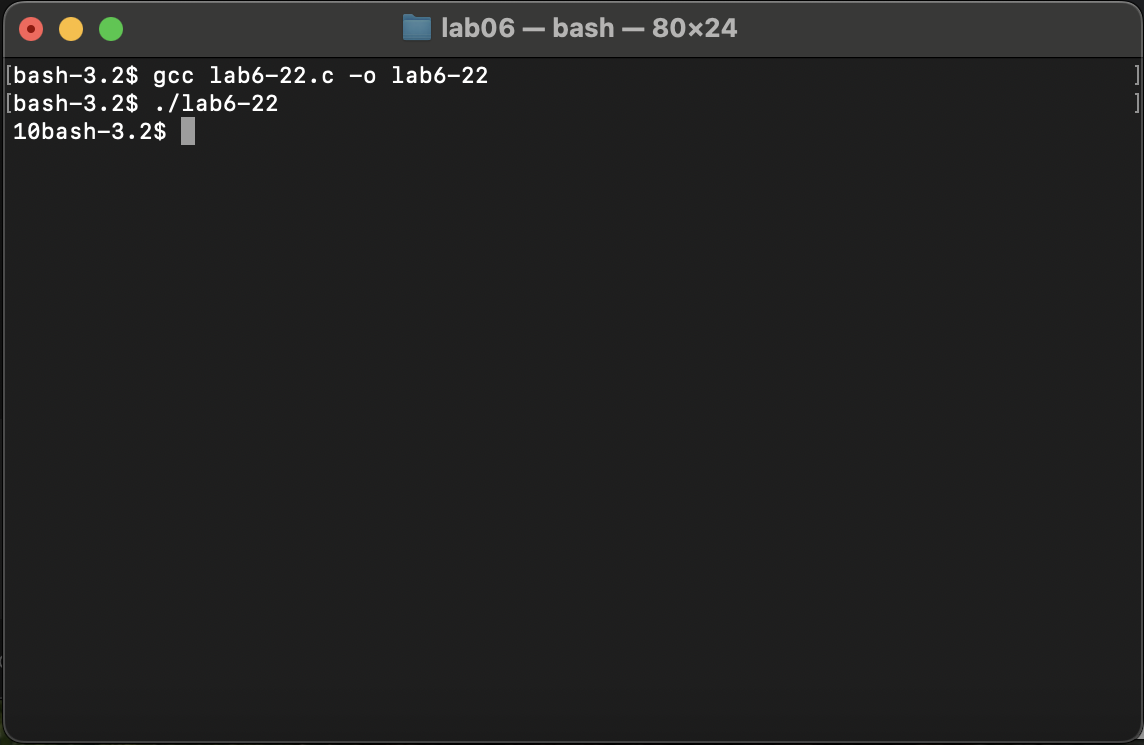 lab06 — bash — 80×24
[bash-3.2$ gcc lab6-22.c -o lab6-22 ]
[bash-3.2$ ./lab6-22 ]
10bash-3.2$